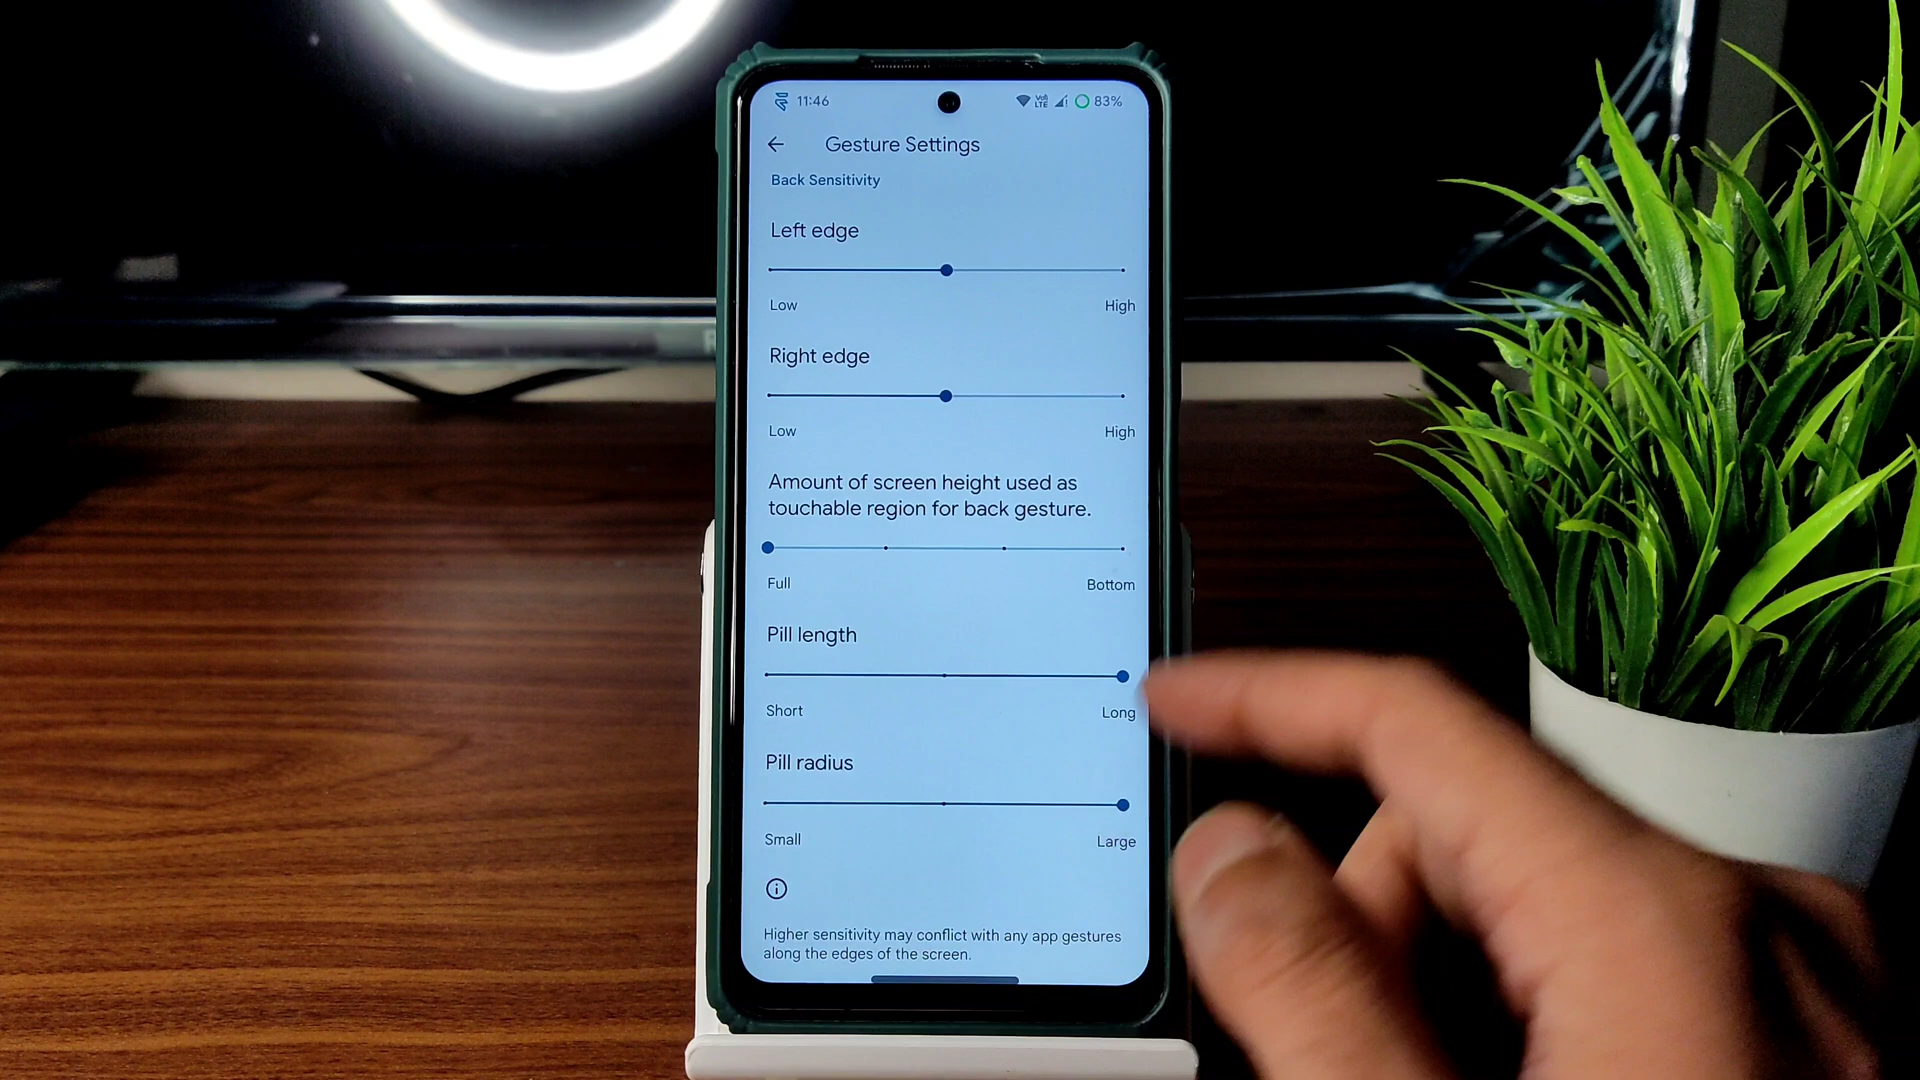 11:46
Vo) LTE 83%
Gesture Settings
Back Sensitivity
Left edge
Low High
Right edge
Low High
Amount of screen height used as
touchable region for back gesture.
Full Bottom
Pill length
Short Long
Pill radius
Small Large
Higher sensitivity may conflict with any app gestures
along the edges of the screen.